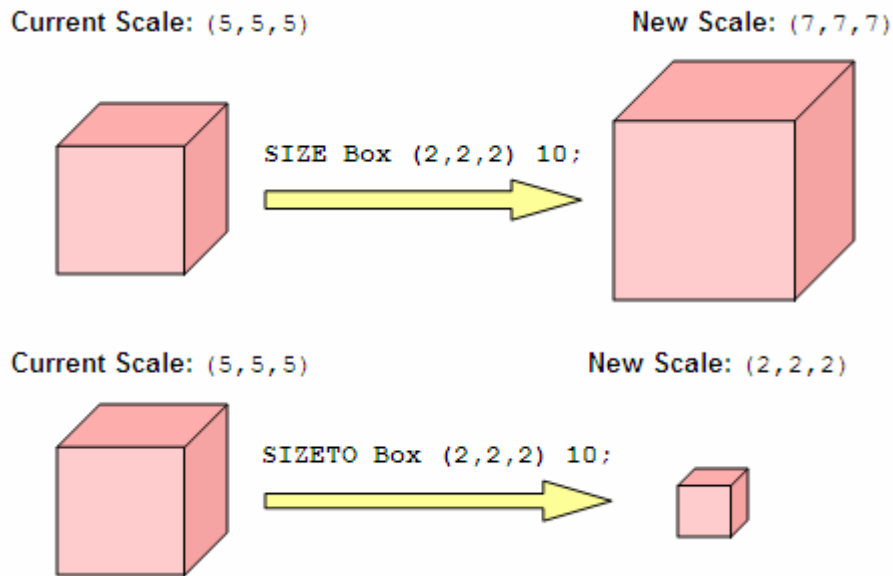 Current Scale: (5,5,5)
New Scale: (7,7,7)
SIZE Box (2,2,2) 10;
Current Scale: (5,5,5)
New Scale: (2,2,2)
SIZETO Box (2,2,2) 10;